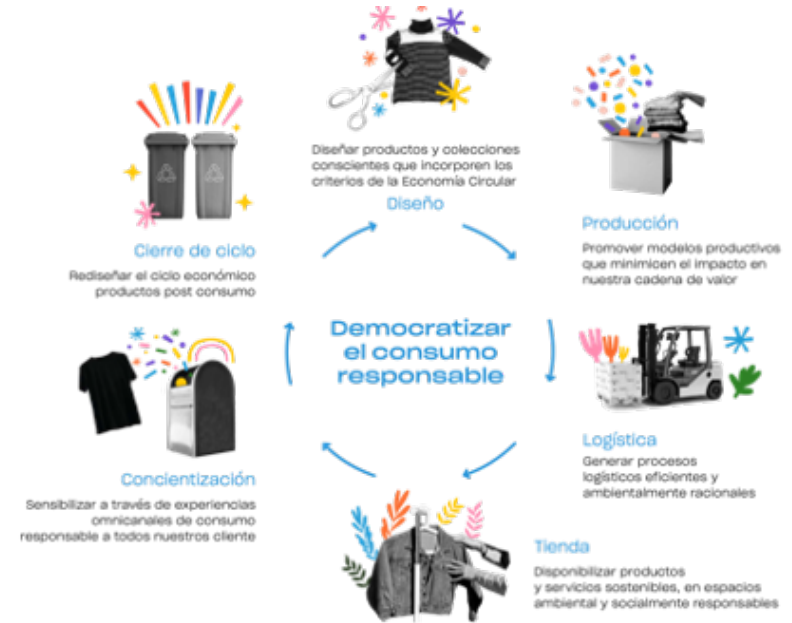 Diseñar productos y colecciones
conscientes que incorporen los
criterios de la Economía Circular
Diseño
Producción
Promover modelos productivos
que minimicen el impacto en
nuestra cadena de valor
Logística
Generar procesos
logísticos eficientes y
ambientalmente racionales
Tienda
Disponibilizar productos
y servicios sostenibles, en espacios
ambiental y socialmente responsables
Concientización
Sensibilizar a través de experiencias
omnicanales de consumo
responsable a todos nuestros cliente
Cierre de ciclo
Rediseñar el ciclo económico
productos post consumo
Democratizar
el consumo
responsable